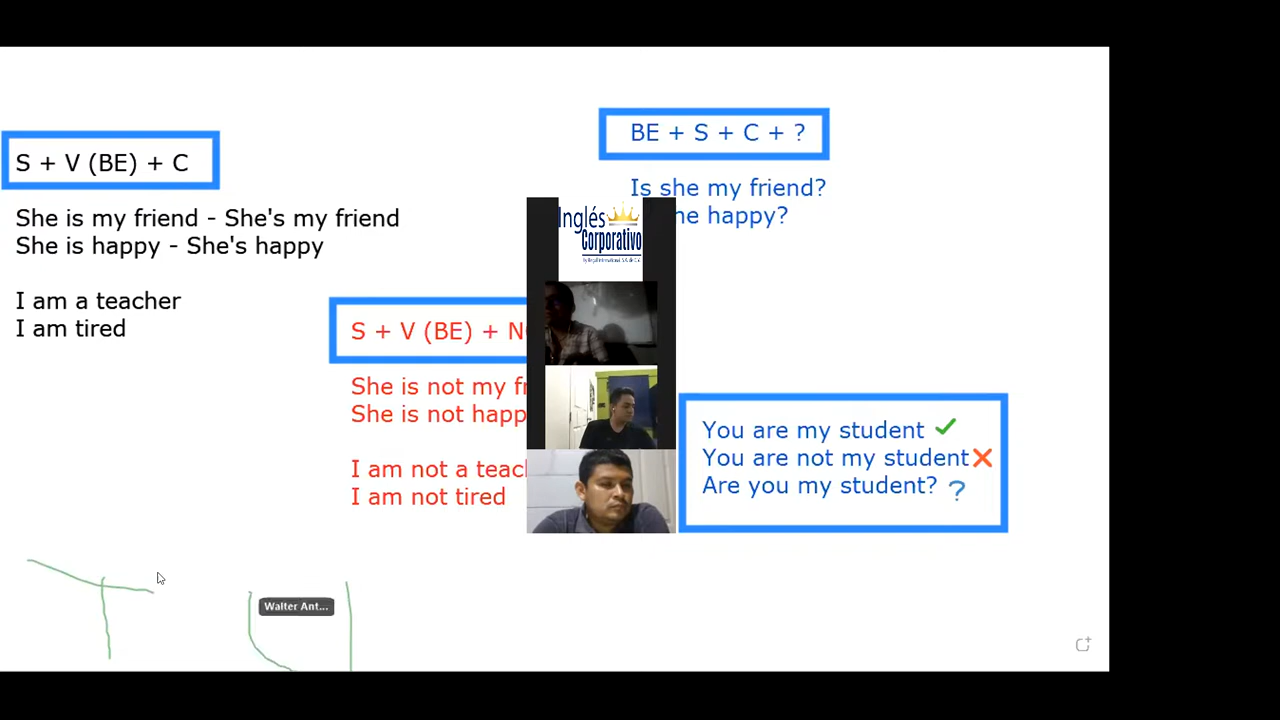 S + V (BE) + C
She is my friend - She's my friend
She is happy - She's happy
I am a teacher
I am tired
S + V (BE) +
She is not my
She is not
I am not a
I am not tired
BE + S + C + ?
Is she my friend?
happy?
Inglés
Corporativo
You are my student
You are not my student
Are you my student?
?
Walter Ant...